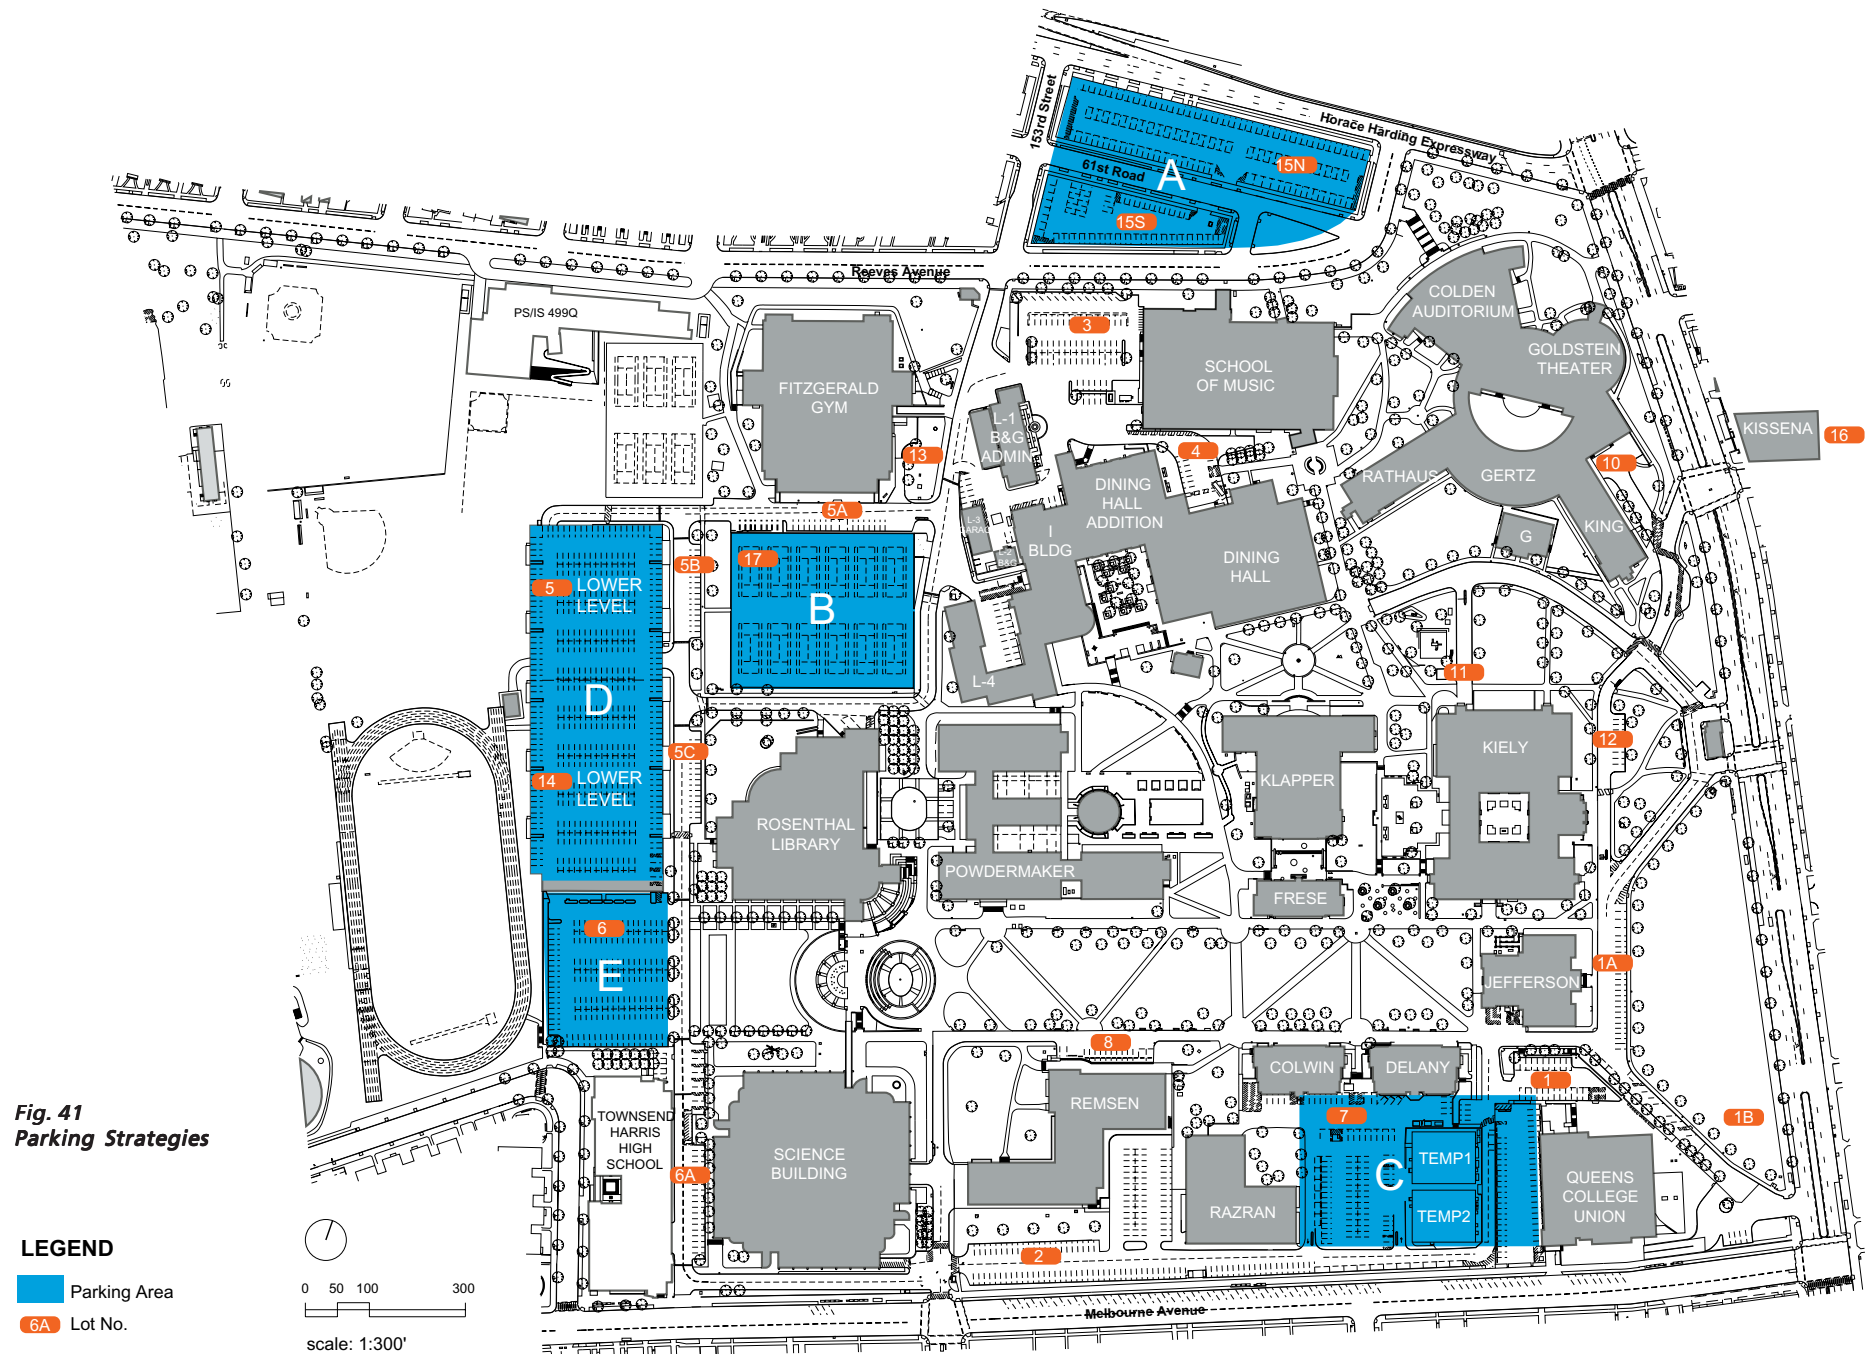 153rd Street
Horace Harding Expressway
15N
61st Road
A
15S
Reeves Avenue
PS/IS 499Q
3
COLDEN
AUDITORIUM
GOLDSTEIN
THEATER
SCHOOL
OF MUSIC
FITZGERALD
GYM
L-1
B&G
ADMIN
KISSENA
16
13
4
10
RATHAUS
GERTZ
DINING
HALL
ADDITION
5A
L-3
GARAG
I
BLDG
L-2
B&G
KING
G
17
5B
5
LOWER
LEVEL
B
DINING
HALL
11
L-4
D
12
5C
KIELY
14
LOWER
LEVEL
KLAPPER
ROSENTHAL
LIBRARY
POWDERMAKER
FRESE
6
E
1A
JEFFERSON
8
COLWIN
DELANY
1
REMSEN
7
1B
Fig. 41
Parking Strategies
TOWNSEND
HARRIS
HIGH
SCHOOL
SCIENCE
BUILDING
6A
C
TEMP1
TEMP2
QUEENS
COLLEGE
UNION
RAZRAN
2
LEGEND
Parking Area
6A Lot No.
0 50 100 300
scale: 1:300'
Melbourne Avenue